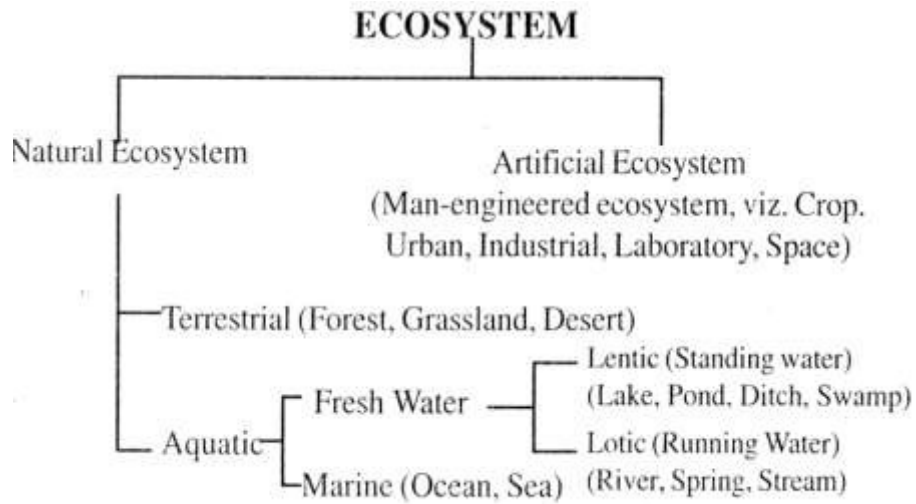 ECOSYSTEM
Natural Ecosystem
Artificial Ecosystem
(Man-engineered ecosystem, viz. Crop.
Urban, Industrial, Laboratory, Space)
Terrestrial (Forest, Grassland, Desert)
Aquatic
Fresh Water
Lentic (Standing water)
(Lake, Pond, Ditch, Swamp)
Lotic (Running Water)
(River, Spring, Stream)
Marine (Ocean, Sea)